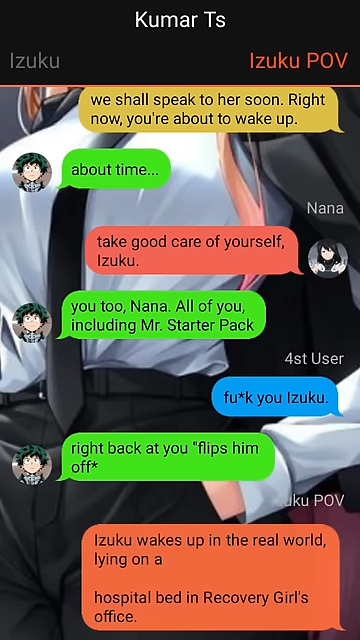 Kumar Ts
Izuku
Izuku POV
we shall speak to her soon. Right
now, you're about to wake up.
about time...
Nana
take good care of yourself,
Izuku.
you too, Nana. All of you,
including Mr. Starter Pack
4st User
fu*k you Izuku.
right back at you "flips him
off*
uku POV
Izuku wakes up in the real world,
lying on a
hospital bed in Recovery Girl's
office.